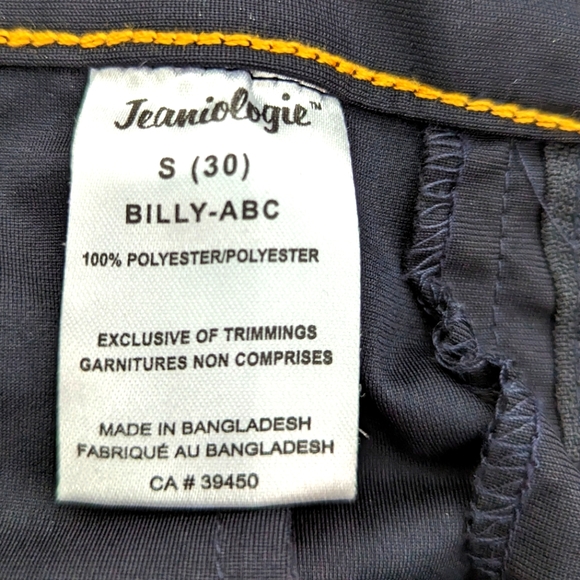 Jeaniologie™
S (30)
BILLY-ABC
100% POLYESTER/POLYESTER
EXCLUSIVE OF TRIMMINGS
GARNITURES NON COMPRISES
MADE IN BANGLADESH
FABRIQUÉ AU BANGLADESH
CA # 39450